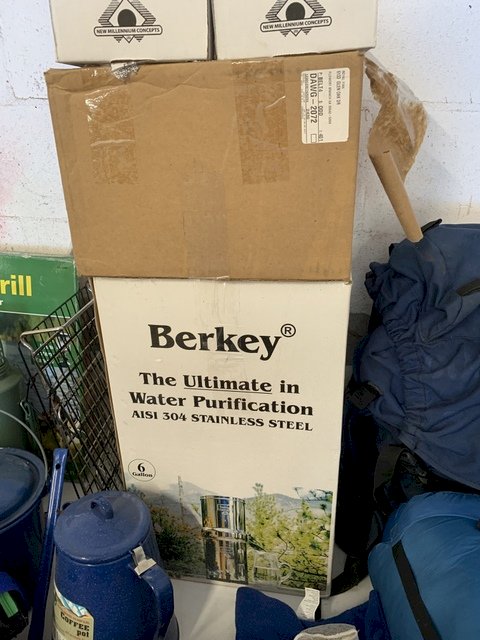 NEW MILLENNIUM CONCEPTS
NEW MILLENNIUM CONCEPTS
DAWG-2072
rill
Berkey®
The Ultimate in
Water Purification
AISI 304 STAINLESS STEEL
6
Gallon
COFFEE
pot